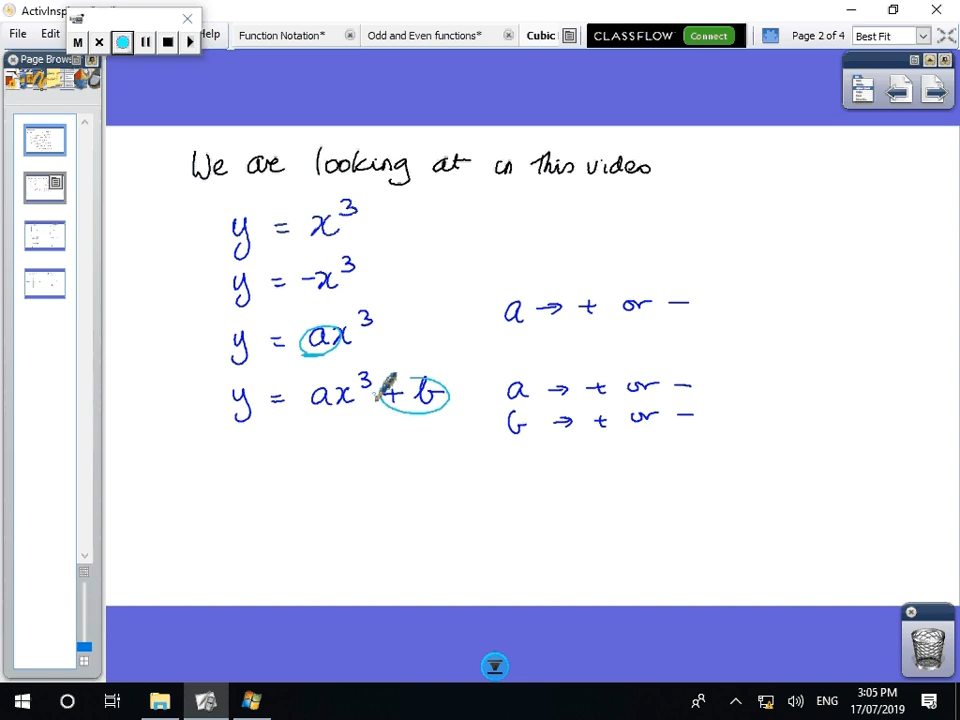 ActivInsp
File Edit Help
Function Notation* Odd and Even functions* Cubic
CLASSFLOW Connect
Page 2 of 4 Best Fit
M
Page Brows
We are looking at in this video
y = x³
y = -x³
y = ax³ a → + or -
y = ax³ + b a → + or -
b → + or -
ENG
3:05 PM
17/07/2019